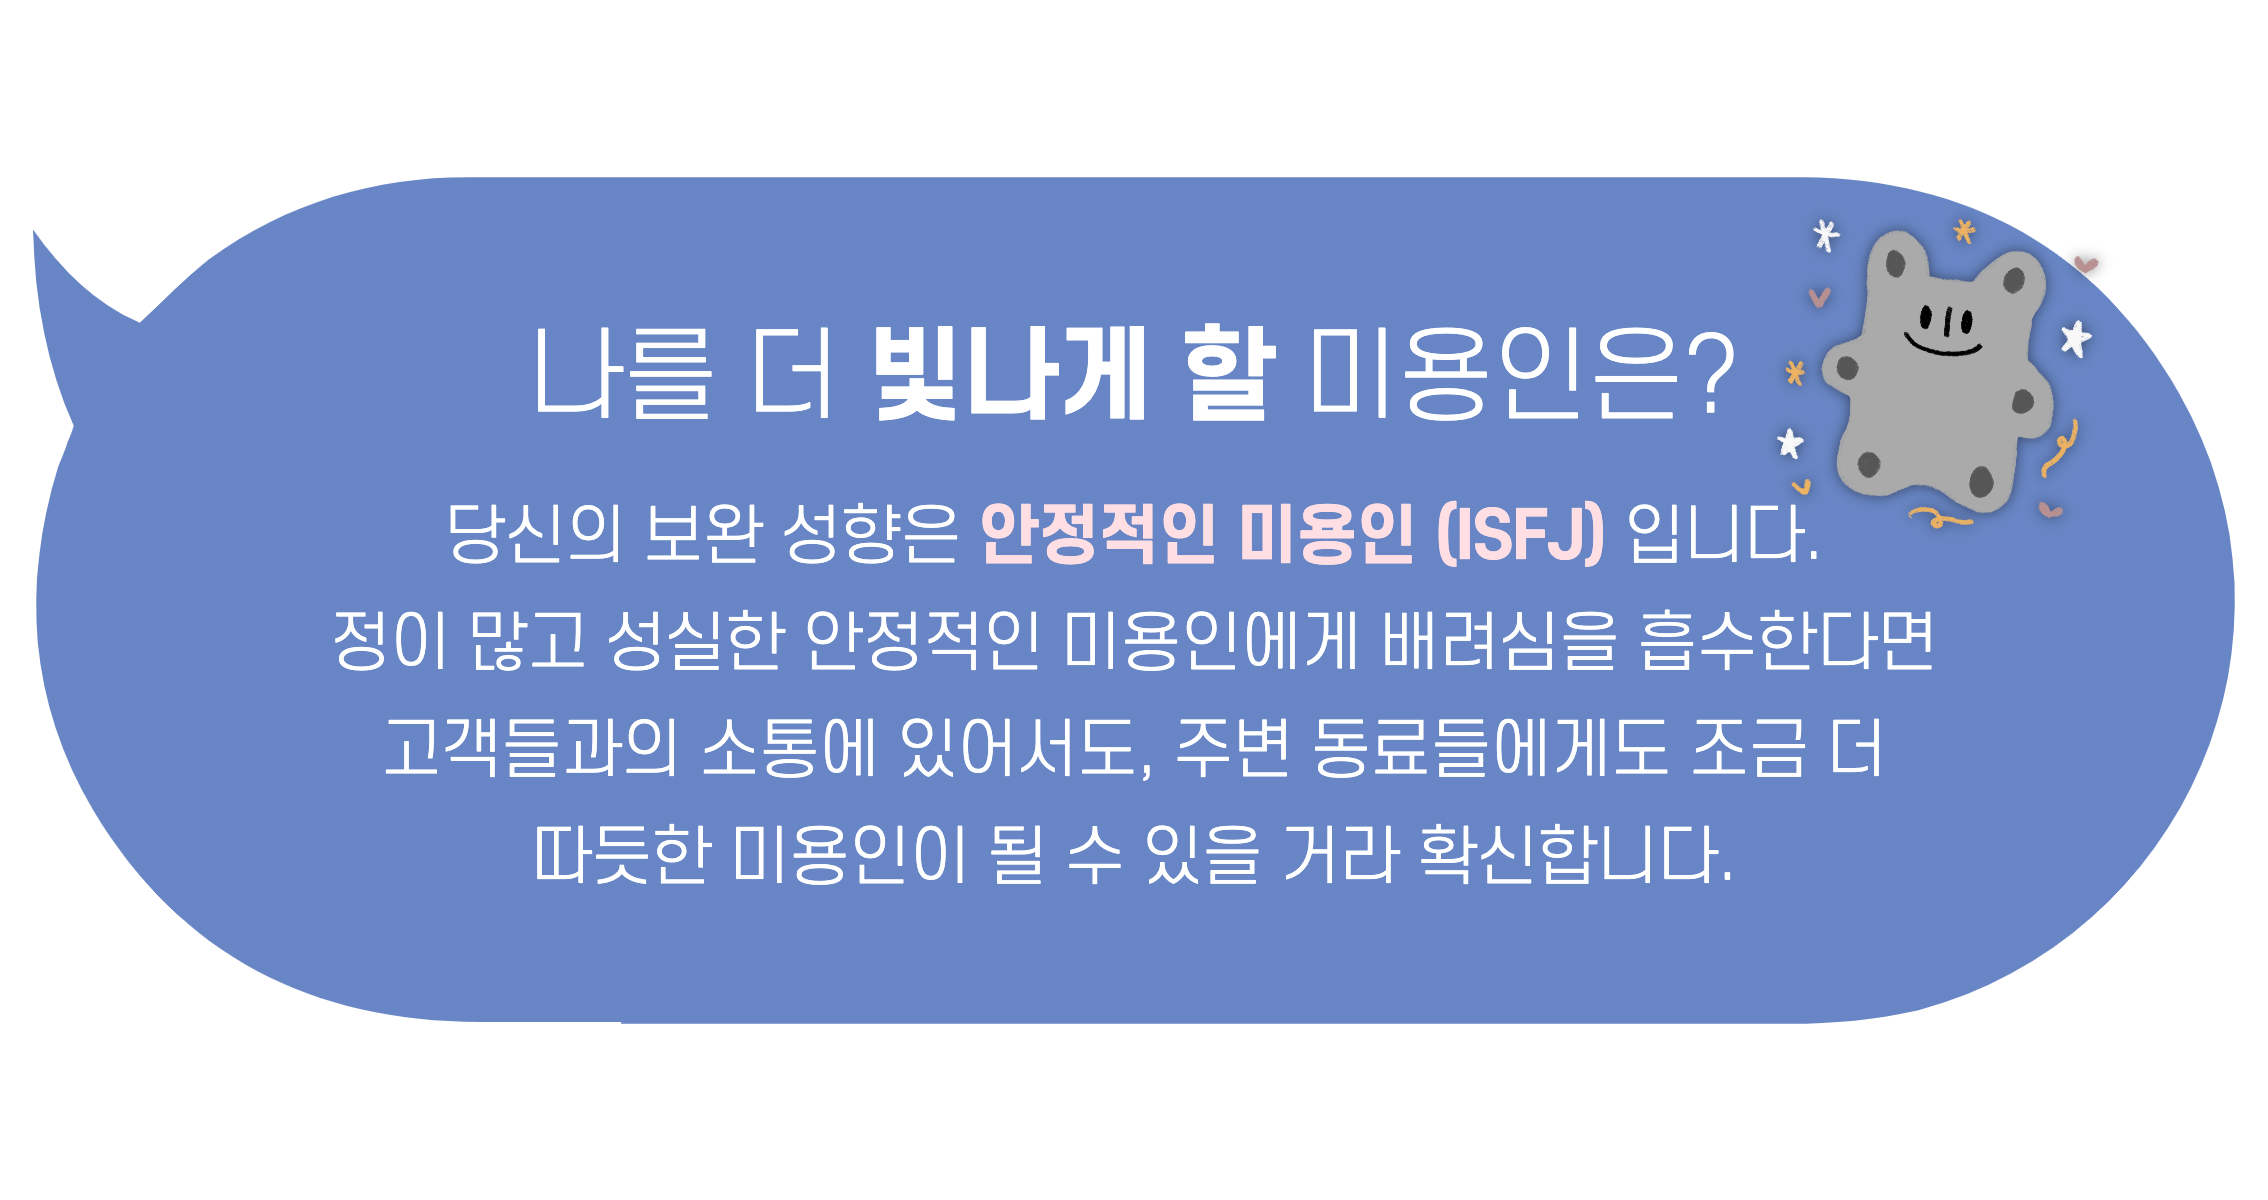 나를 더 빛나게 할 미용인은?
당신의 보완 성향은 안정적인 미용인 (ISFJ) 입니다.
정이 많고 성실한 안정적인 미용인에게 배려심을 흡수한다면
고객들과의 소통에 있어서도, 주변 동료들에게도 조금 더
따듯한 미용인이 될 수 있을 거라 확신합니다.